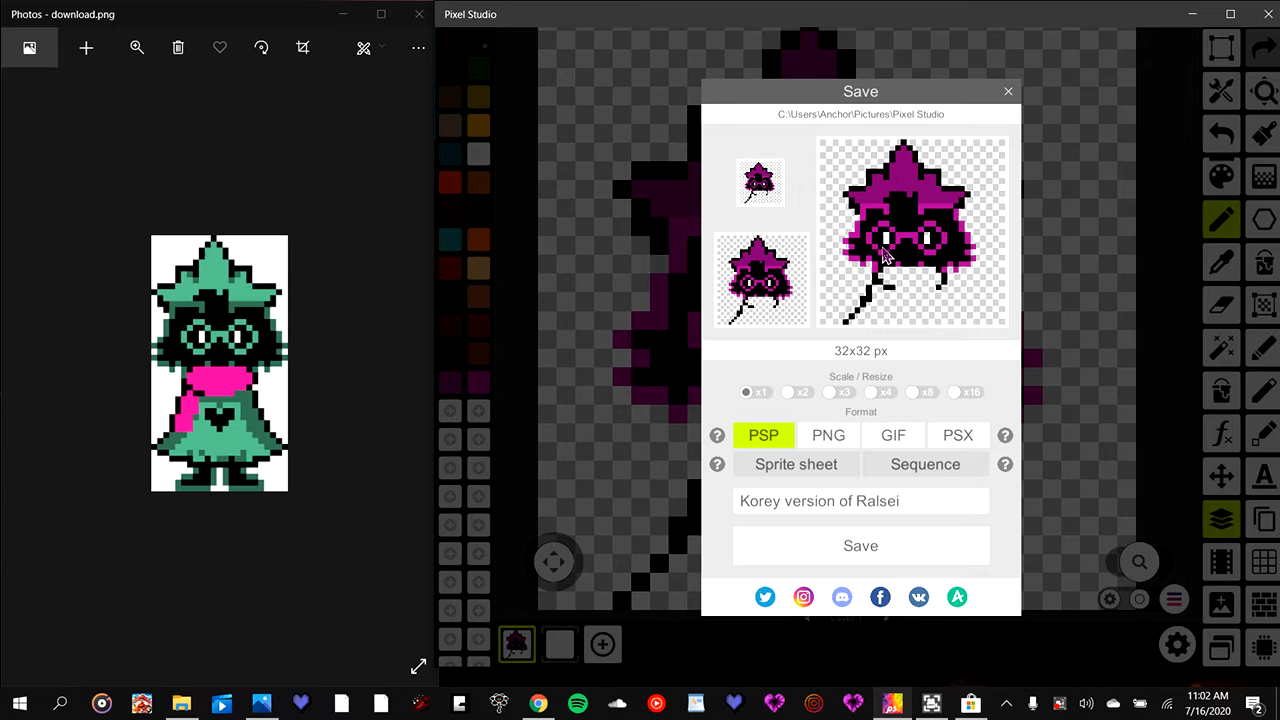 Photos - download.png
Pixel Studio
Save
C:\Users\Anchor\Pictures\Pixel Studio
32x32 px
Scale / Resize
x1 x2 x3 x4 x8 x16
Format
? PSP PNG GIF PSX ?
? Sprite sheet Sequence ?
Korey version of Ralsei
Save
11:02 AM
7/16/2020